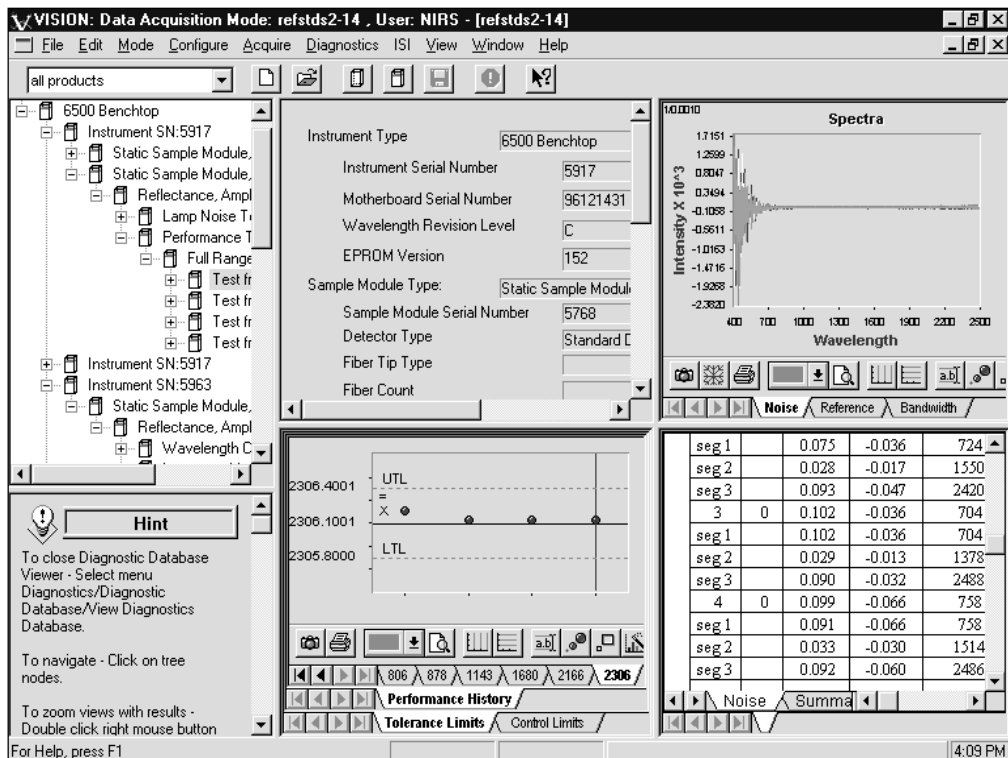 VISION: Data Acquisition Mode: refstds2-14 , User: NIRS - [refstds2-14]
File Edit Mode Configure Acquire Diagnostics ISI View Window Help
all products
6500 Benchtop
Instrument SN:5917
Static Sample Module,
Static Sample Module,
Reflectance, Ampl
Lamp Noise T
Performance T
Full Range
Test fr
Test fr
Test fr
Test fr
Instrument SN:5917
Instrument SN:5963
Static Sample Module,
Reflectance, Ampl
Wavelength C
Instrument Type 6500 Benchtop
Instrument Serial Number 5917
Motherboard Serial Number 96121431
Wavelength Revision Level C
EPROM Version 152
Sample Module Type: Static Sample Module
Sample Module Serial Number 5768
Detector Type Standard D
Fiber Tip Type
Fiber Count
1/0.0010
Spectra
Intensity X 10^3
1.7151
1.2599
0.8047
0.3494
-0.1058
-0.5611
-1.0163
-1.4716
-1.9268
-2.3820
400 700 1000 1300 1600 1900 2200 2500
Wavelength
a.b
Noise Reference Bandwidth
Hint
To close Diagnostic Database
Viewer - Select menu
Diagnostics/Diagnostic
Database/View Diagnostics
Database.
To navigate - Click on tree
nodes.
To zoom views with results -
Double click right mouse button
2306.4001 UTL
=
X
2306.1001
2305.8000 LTL
a.b
806 878 1143 1680 2166 2306
Performance History
Tolerance Limits Control Limits
seg 1 0.075 -0.036 724
seg 2 0.028 -0.017 1550
seg 3 0.093 -0.047 2420
3 0 0.102 -0.036 704
seg 1 0.102 -0.036 704
seg 2 0.029 -0.013 1378
seg 3 0.090 -0.032 2488
4 0 0.099 -0.066 758
seg 1 0.091 -0.066 758
seg 2 0.033 -0.030 1514
seg 3 0.092 -0.060 2486
Noise Summa
For Help, press F1
4:09 PM